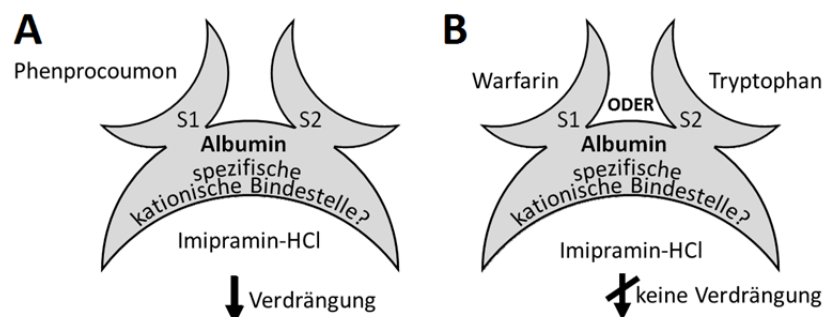 A
Phenprocoumon
S1
S2
Albumin
spezifische
kationische Bindestelle?
Imipramin-HCl
Verdrängung
B
Warfarin
Tryptophan
ODER
S1
S2
Albumin
spezifische
kationische Bindestelle?
Imipramin-HCl
keine Verdrängung